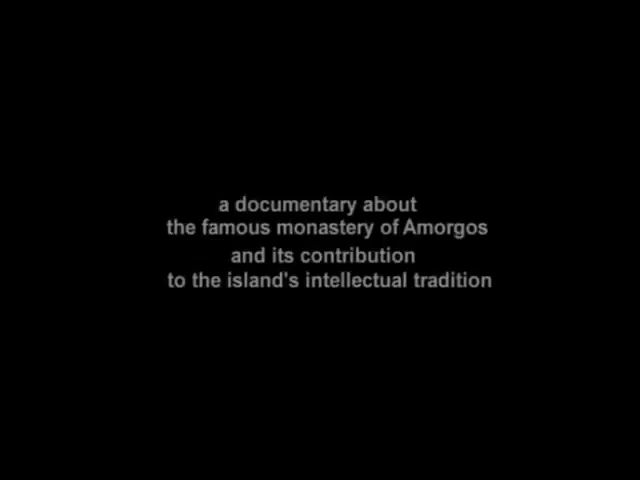 a documentary about
the famous monastery of Amorgos
and its contribution
to the island's intellectual tradition